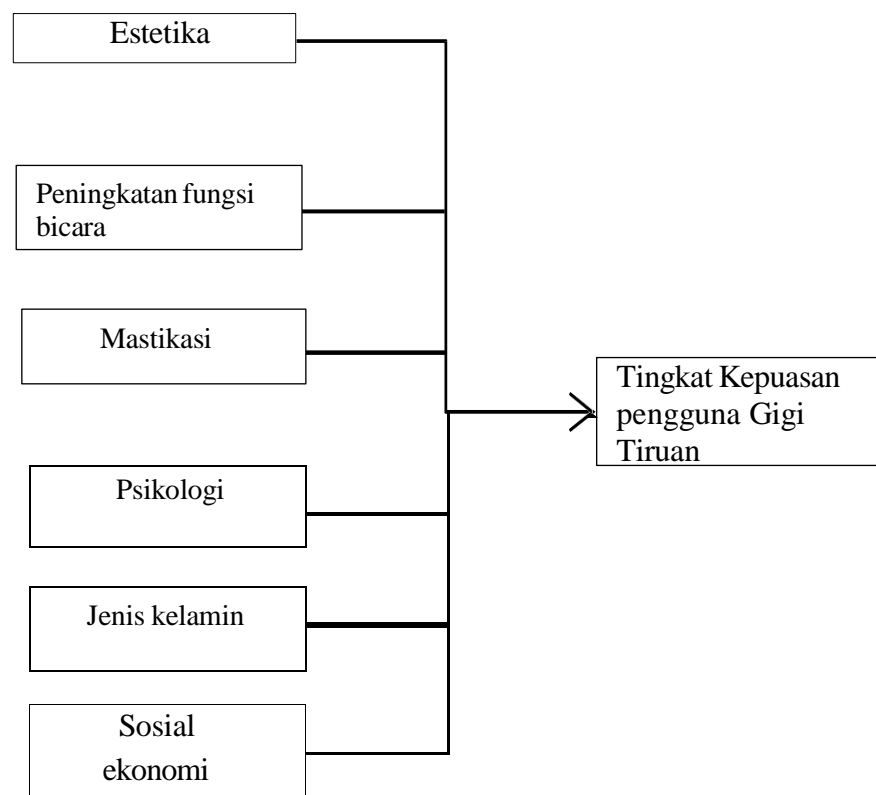 Estetika
Peningkatan fungsi
bicara
Mastikasi
Tingkat Kepuasan
pengguna Gigi
Tiruan
Psikologi
Jenis kelamin
Sosial
ekonomi